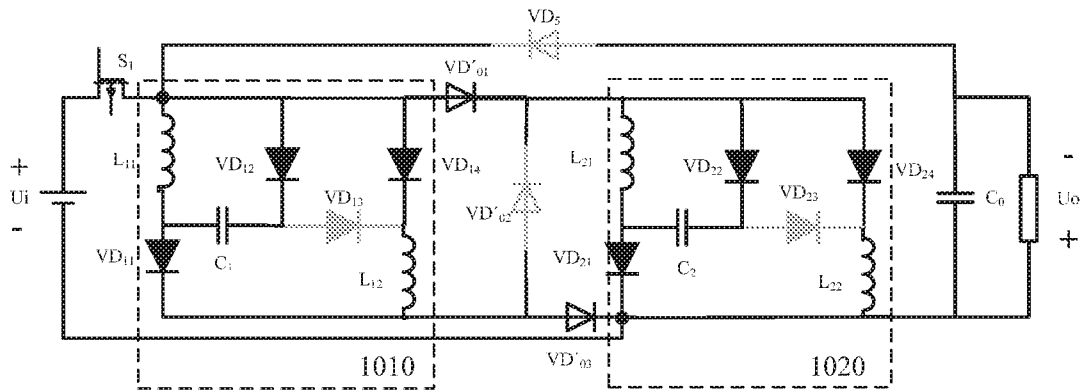 VD₅
S₁
VD´₀₁
+
Ui
-
L₁₁
VD₁₂
VD₁₄
VD₁₃
VD₁₁
C₁
L₁₂
VD´₀₂
L₂₁
VD₂₂
VD₂₄
VD₂₃
VD₂₁
C₂
L₂₂
C₀
-
Uo
+
VD´₀₃
1010
1020